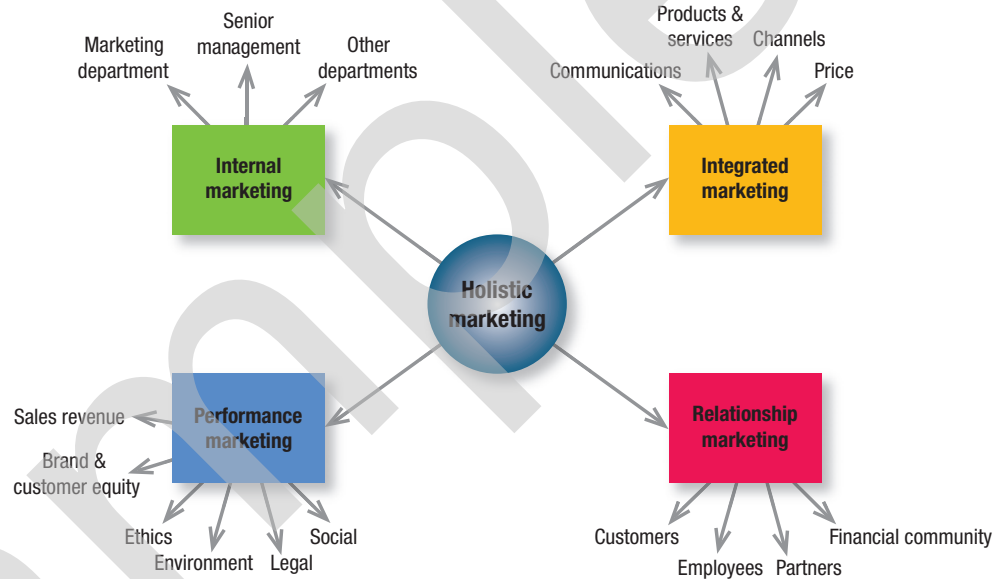 Senior
management
Marketing
department
Other
departments
Internal
marketing
Products &
services
Channels
Communications
Price
Integrated
marketing
Holistic
marketing
Performance
marketing
Sales revenue
Brand &
customer equity
Ethics
Environment
Legal
Social
Relationship
marketing
Customers
Employees
Partners
Financial community